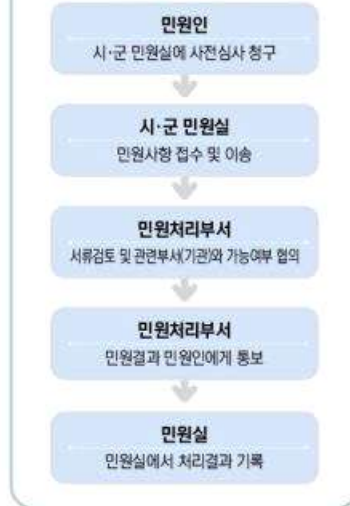 민원인
시·군 민원실에 사전심사 청구
시·군 민원실
민원사항 접수 및 이송
민원처리부서
서류검토 및 관련부서(기관)와 가능여부 협의
민원처리부서
민원결과 민원인에게 통보
민원실
민원실에서 처리결과 기록